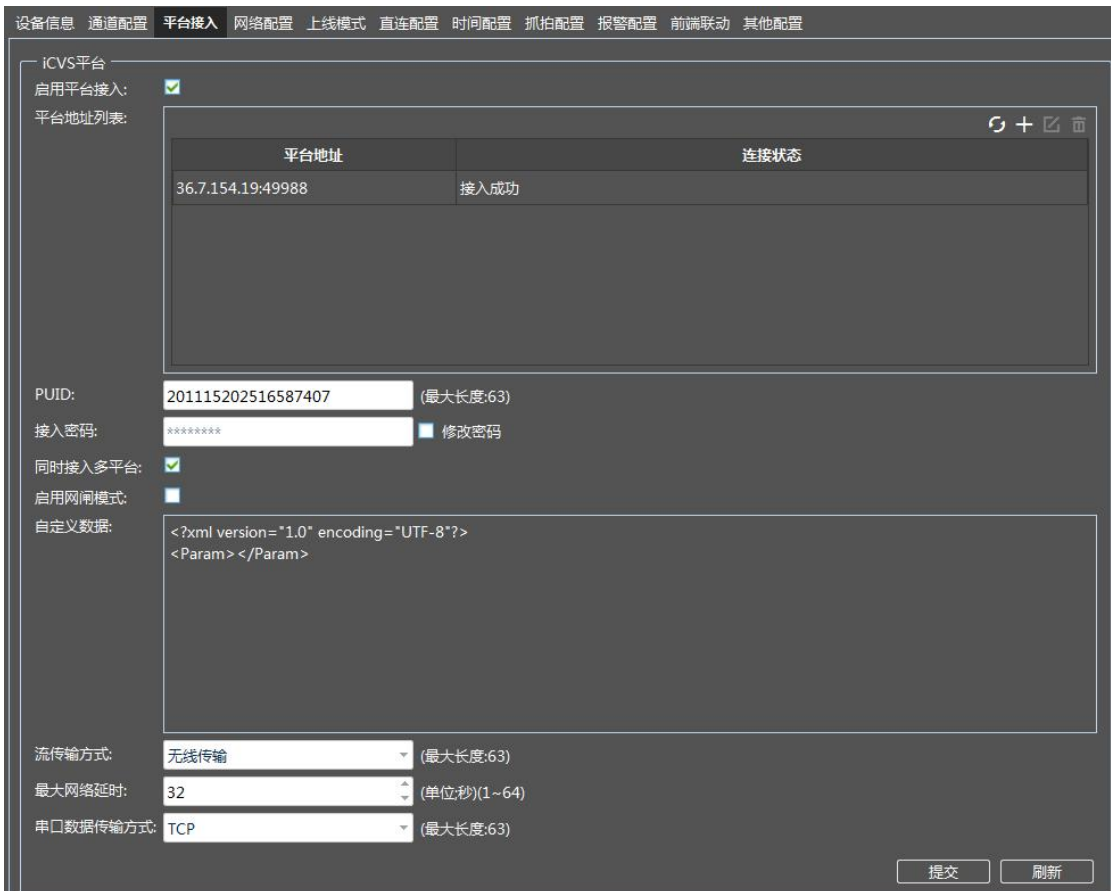 设备信息 通道配置 平台接入 网络配置 上线模式 直连配置 时间配置 抓拍配置 报警配置 前端联动 其他配置
iCVS平台
启用平台接入:
平台地址列表:
平台地址 连接状态
36.7.154.19:49988 接入成功
PUID: 201115202516587407 (最大长度:63)
接入密码: ******** 修改密码
同时接入多平台:
启用网闸模式:
自定义数据: <?xml version="1.0" encoding="UTF-8"?>
<Param></Param>
流传输方式: 无线传输 (最大长度:63)
最大网络延时: 32 (单位:秒)(1~64)
串口数据传输方式: TCP (最大长度:63)
提交 刷新